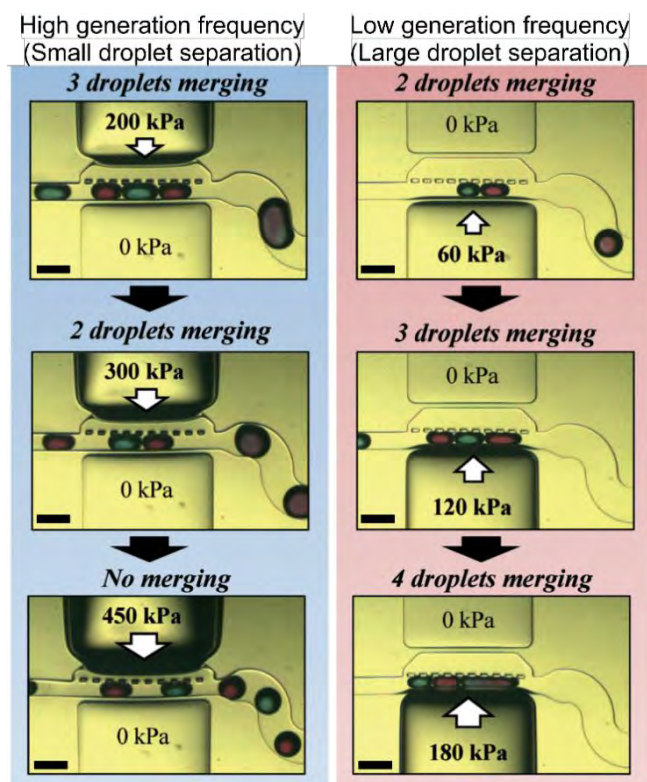 High generation frequency
(Small droplet separation)
3 droplets merging
200 kPa
0 kPa
2 droplets merging
300 kPa
0 kPa
No merging
450 kPa
0 kPa
Low generation frequency
(Large droplet separation)
2 droplets merging
0 kPa
60 kPa
3 droplets merging
0 kPa
120 kPa
4 droplets merging
0 kPa
180 kPa